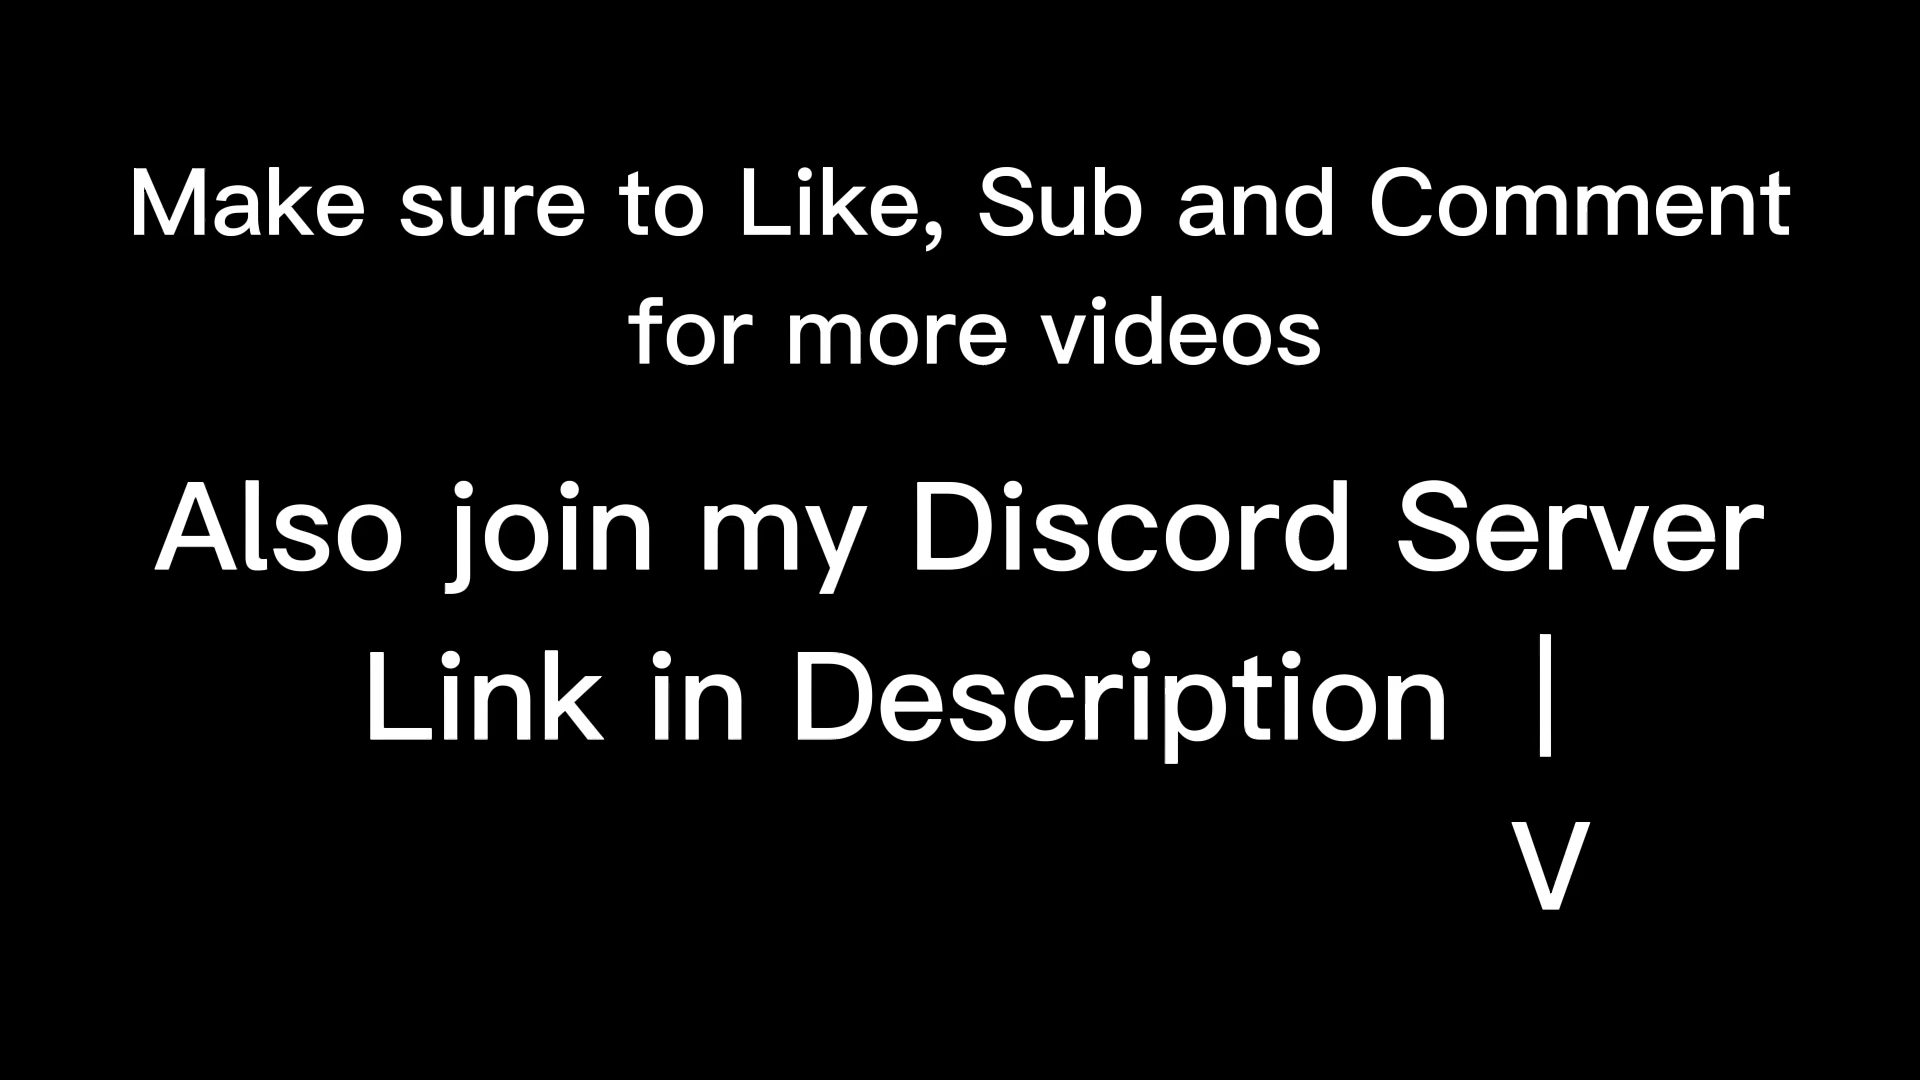 Make sure to Like, Sub and Comment
for more videos
Also join my Discord Server
Link in Description |
V